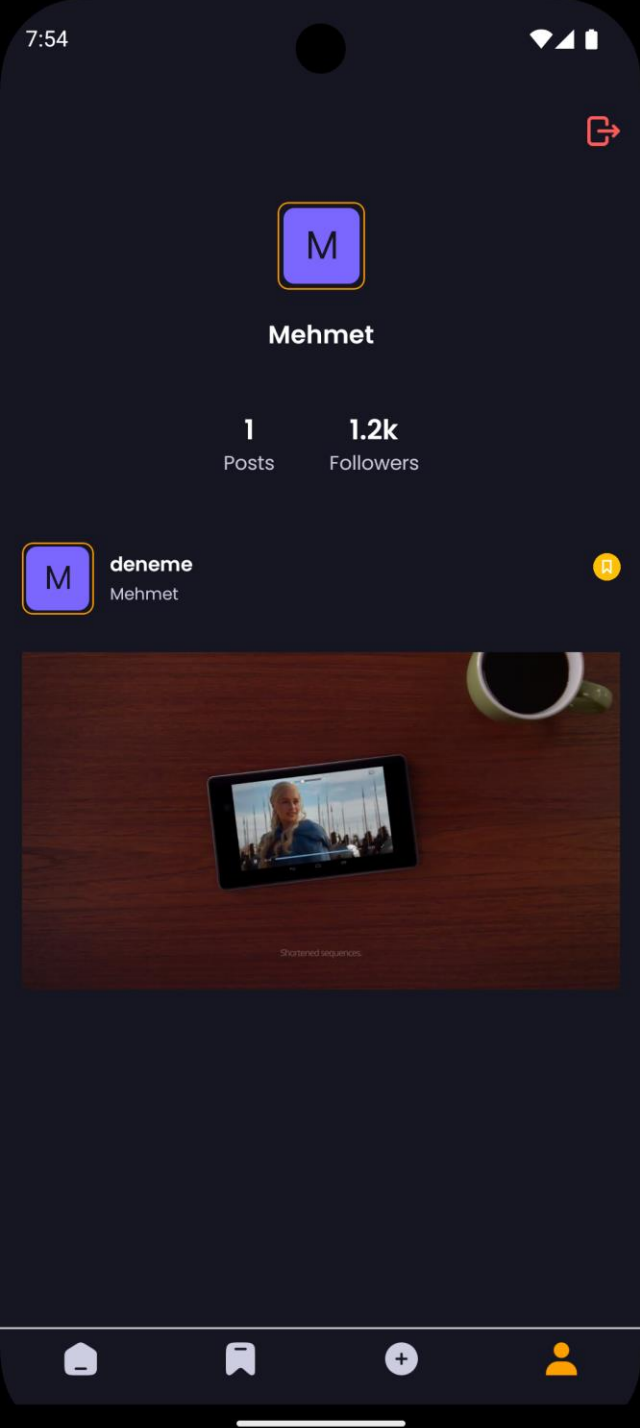 7:54
M
Mehmet
1
1.2k
Posts
Followers
M
deneme
Mehmet
Shortened sequences.